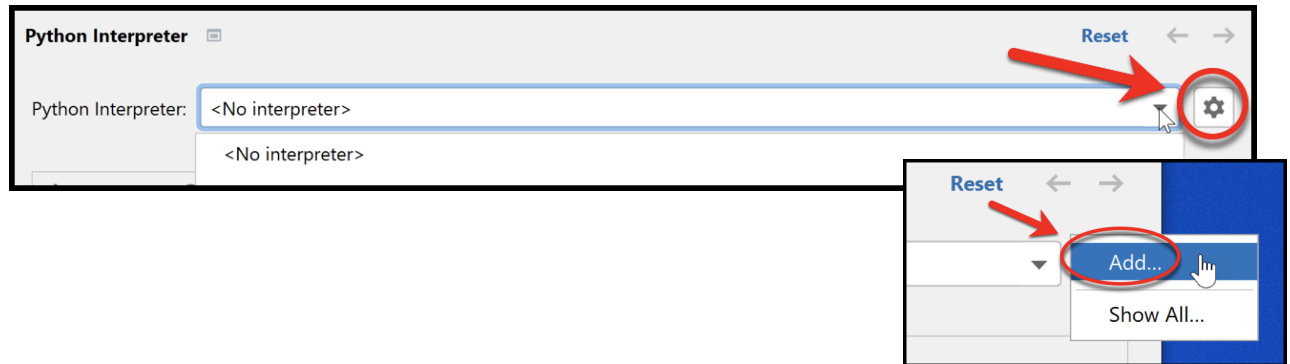 Python Interpreter Reset
Python Interpreter: <No interpreter>
<No interpreter>
Reset
Add...
Show All...